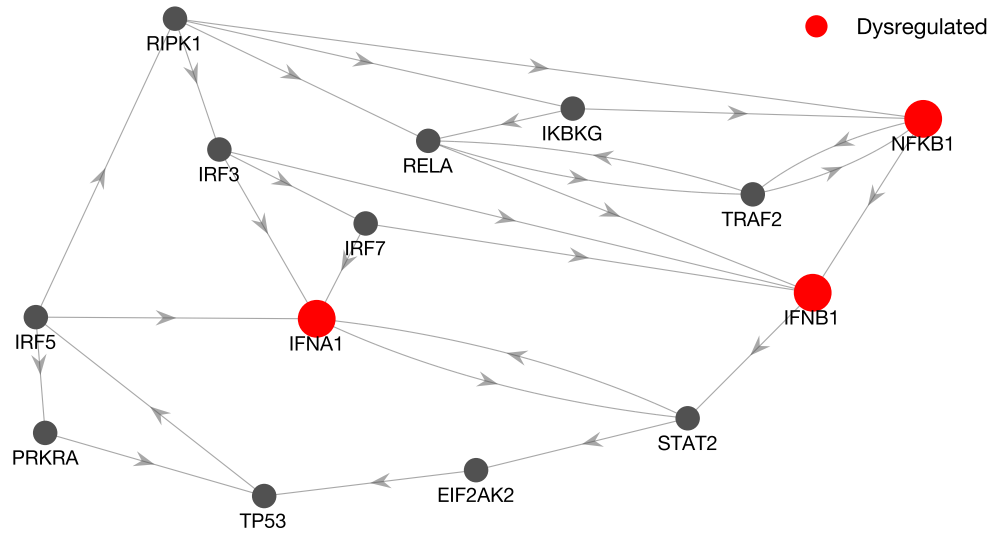 Dysregulated
RIPK1
IKBKG
NFKB1
RELA
IRF3
TRAF2
IRF7
IFNB1
IRF5
IFNA1
STAT2
PRKRA
EIF2AK2
TP53